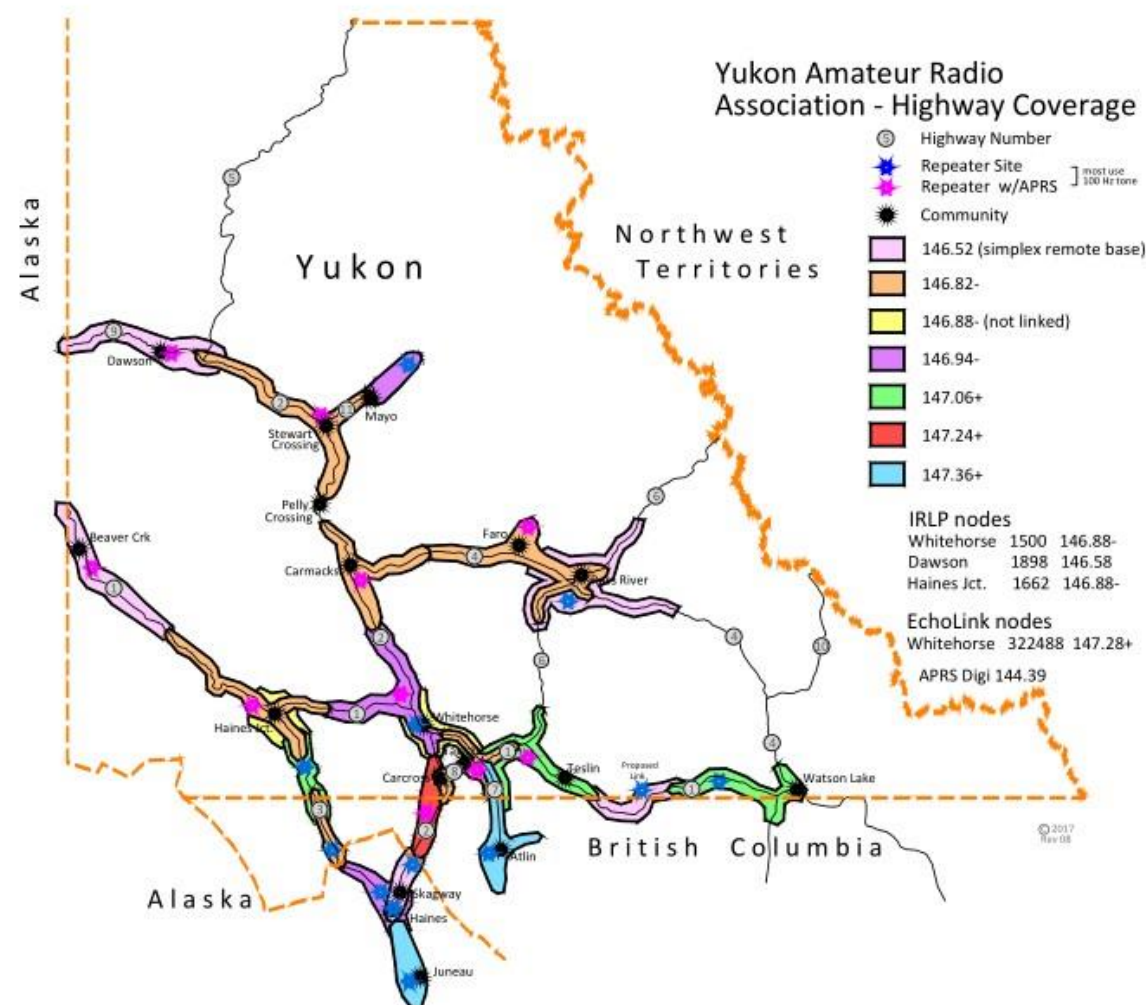 Yukon Amateur Radio
Association - Highway Coverage
5 Highway Number
Repeater Site
Repeater w/APRS
most use
100 Hz tone
Community
146.52 (simplex remote base)
146.82-
146.88- (not linked)
146.94-
147.06+
147.24+
147.36+
IRLP nodes
Whitehorse 1500 146.88-
Dawson 1898 146.58
Haines Jct. 1662 146.88-
EchoLink nodes
Whitehorse 322488 147.28+
APRS Digi 144.39
© 2017
Rev 08
Alaska
Yukon
Northwest
Territories
5
9
Dawson
2
11
Mayo
Stewart
Crossing
Pelly
Crossing
6
Beaver Crk
1
Faro
4
Carmacks
River
2
4
10
6
Haines Jct.
1
Whitehorse
1
4
Carcross
8
7
Teslin
Proposed
Link
1
Watson Lake
3
2
British Columbia
Atlin
Alaska
Skagway
Haines
Juneau